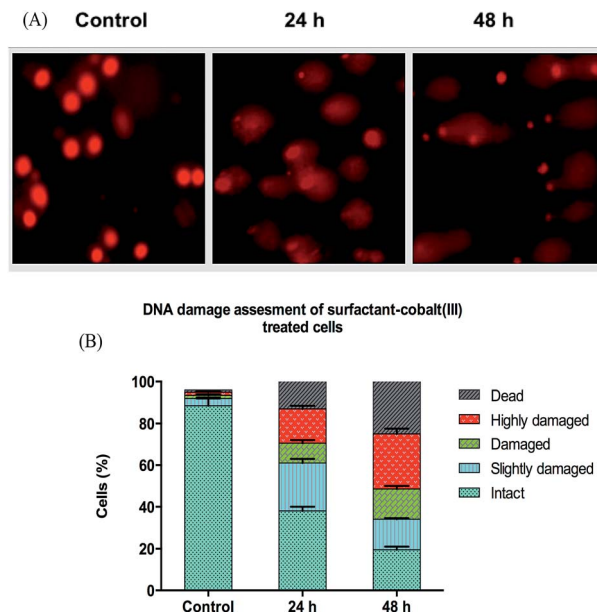 (A) Control 24 h 48 h
DNA damage assesment of surfactant-cobalt(III)
treated cells
(B)
100
80
60
40
20
0
Cells (%)
Control 24 h 48 h
Dead
Highly damaged
Damaged
Slightly damaged
Intact